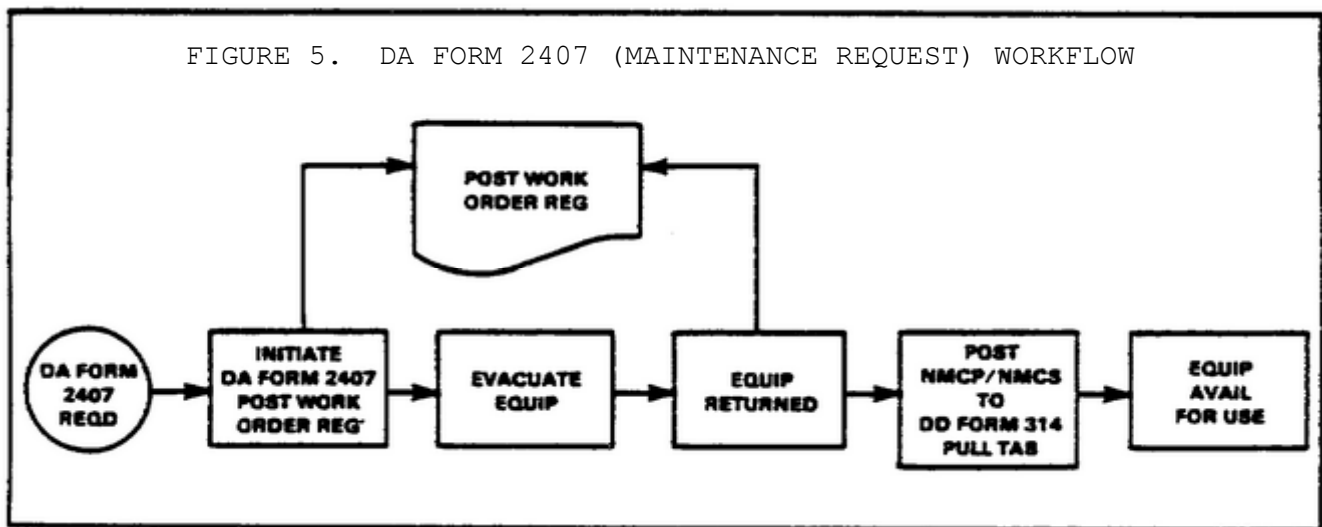 FIGURE 5. DA FORM 2407 (MAINTENANCE REQUEST) WORKFLOW
POST WORK
ORDER REG
DA FORM
2407
REQD
INITIATE
DA FORM 2407
POST WORK
ORDER REG
EVACUATE
EQUIP
EQUIP
RETURNED
POST
NMCP/NMCS
TO
DD FORM 314
PULL TAB
EQUIP
AVAIL
FOR USE